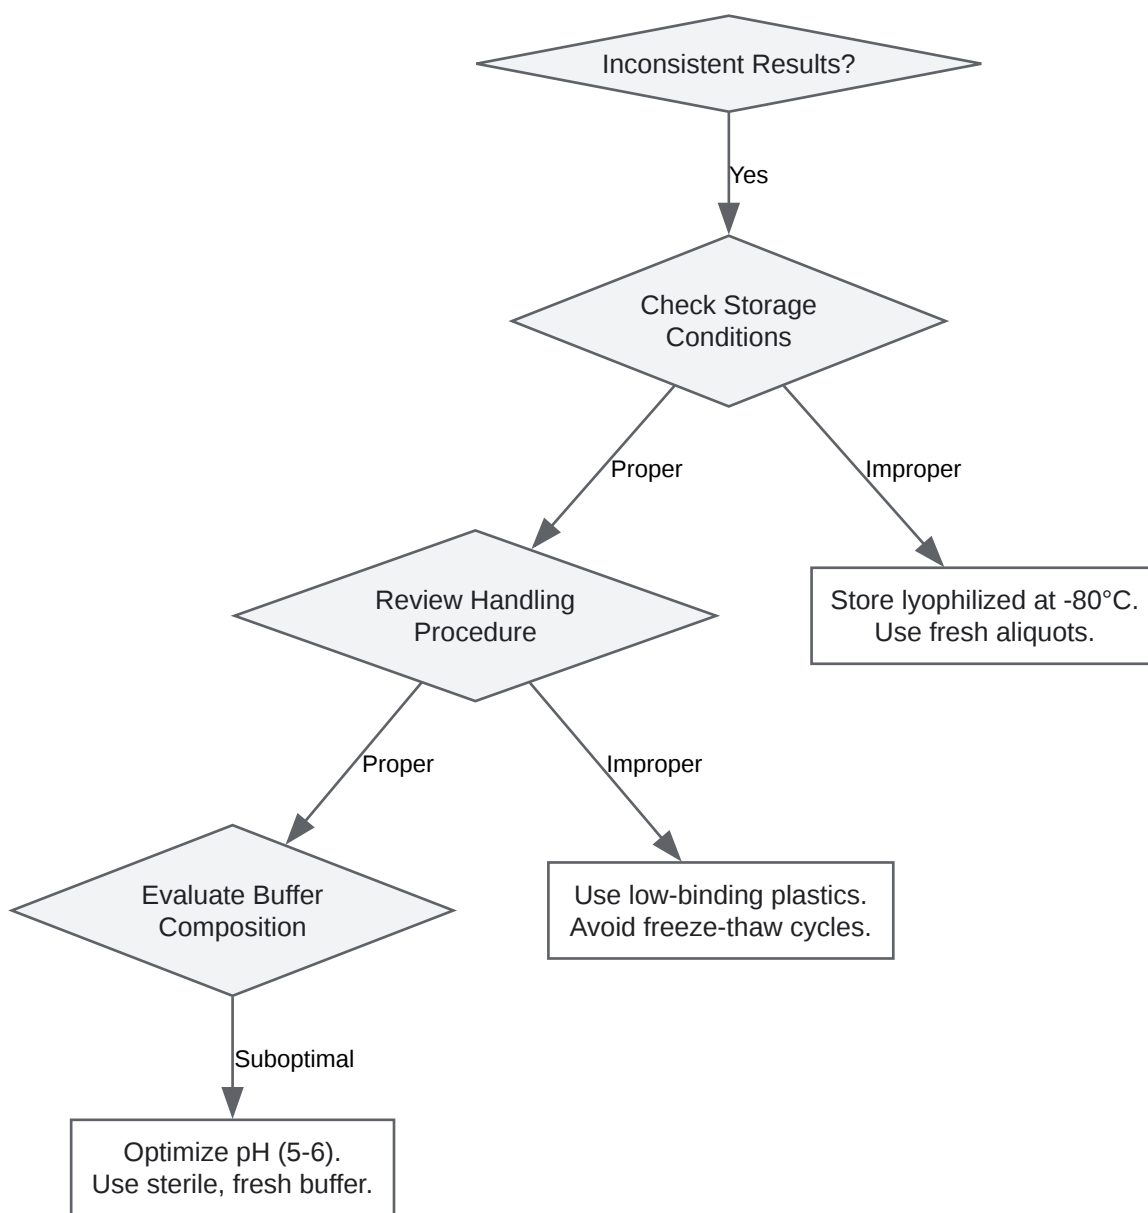 Inconsistent Results?
Yes
Check Storage
Conditions
Proper
Improper
Review Handling
Procedure
Store lyophilized at -80°C.
Use fresh aliquots.
Proper
Improper
Evaluate Buffer
Composition
Use low-binding plastics.
Avoid freeze-thaw cycles.
Suboptimal
Optimize pH (5-6).
Use sterile, fresh buffer.